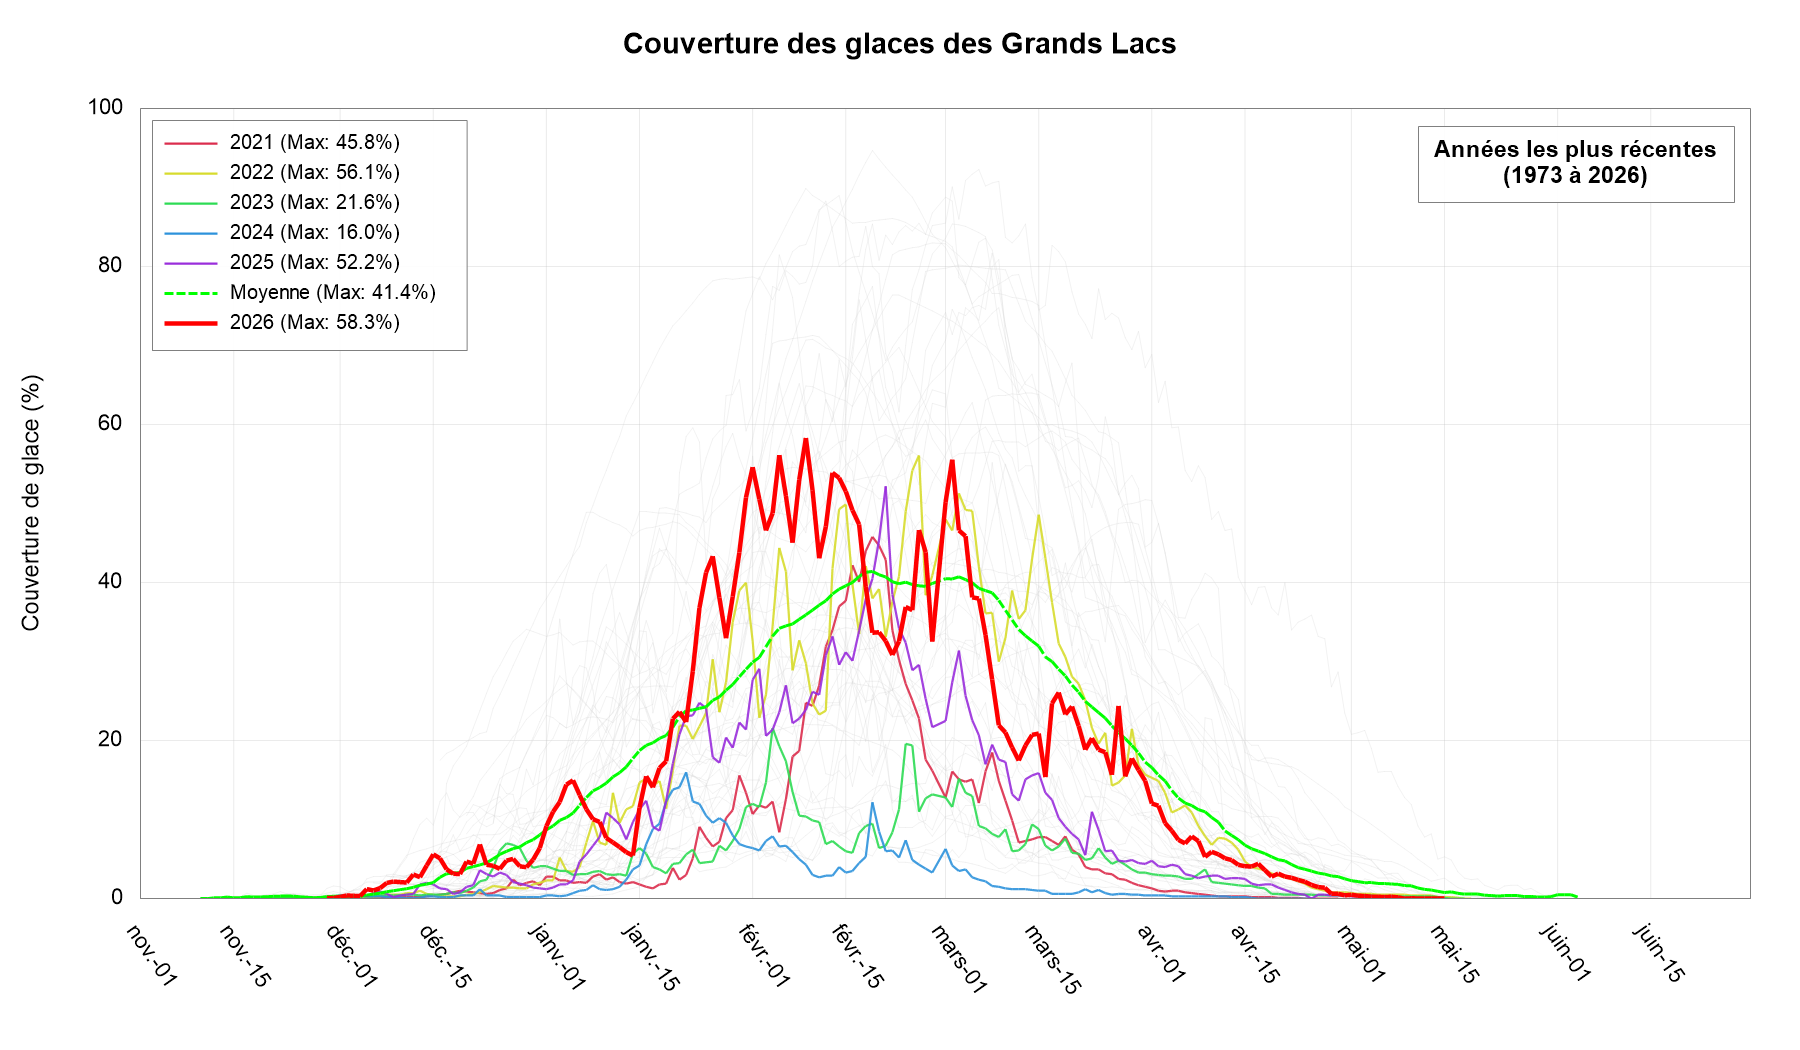 Couverture des glaces des Grands Lacs
Couverture de glace (%)
100
80
60
40
20
0
2021 (Max: 45.8%)
2022 (Max: 56.1%)
2023 (Max: 21.6%)
2024 (Max: 16.0%)
2025 (Max: 52.2%)
Moyenne (Max: 41.4%)
2026 (Max: 58.3%)
Années les plus récentes
(1973 à 2026)
nov.-01
nov.-15
déc.-01
déc.-15
janv.-01
janv.-15
févr.-01
févr.-15
mars-01
mars-15
avr.-01
avr.-15
mai-01
mai-15
juin-01
juin-15